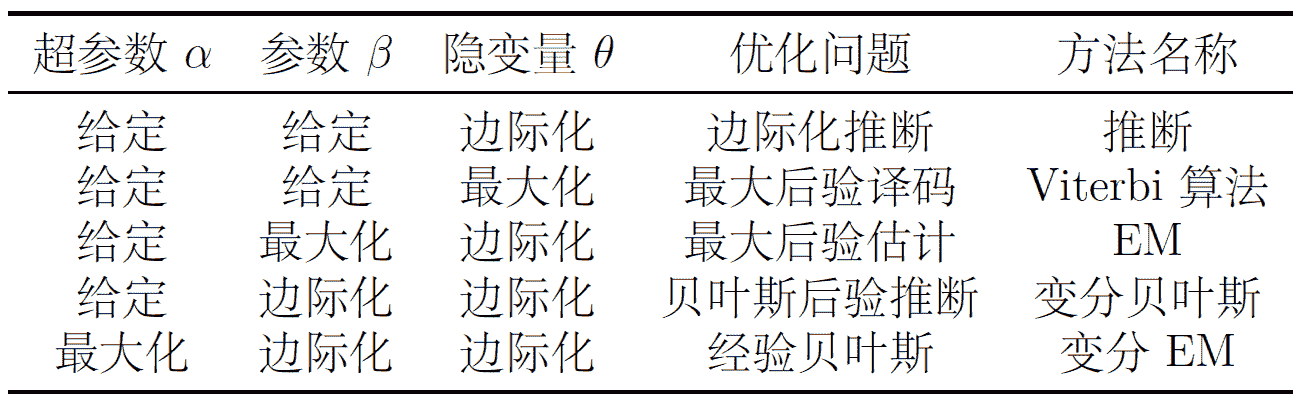 超参数 α 参数 β 隐变量 θ 优化问题 方法名称
给定 给定 边际化 边际化推断 推断
给定 给定 最大化 最大后验译码 Viterbi 算法
给定 最大化 边际化 最大后验估计 EM
给定 边际化 边际化 贝叶斯后验推断 变分贝叶斯
最大化 边际化 边际化 经验贝叶斯 变分 EM